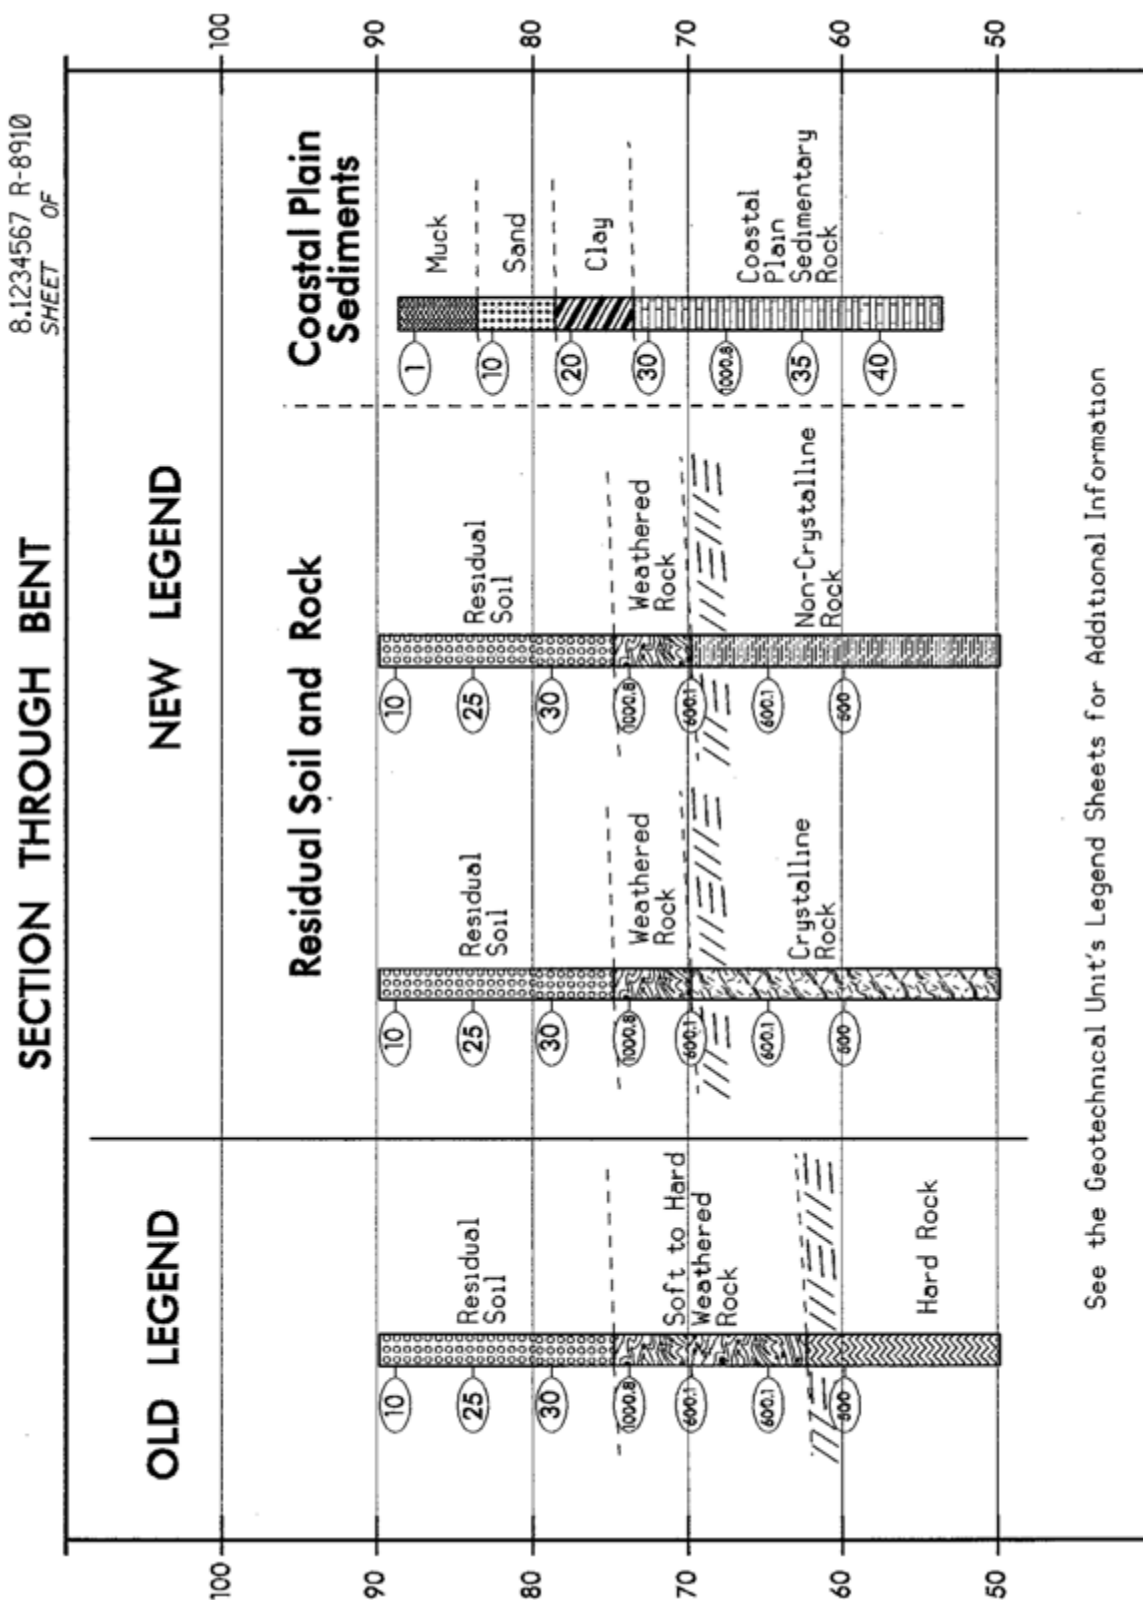 8.1234567 R-8910
SHEET OF
SECTION THROUGH BENT
OLD LEGEND
NEW LEGEND
Residual Soil and Rock
Coastal Plain
Sediments
100
100
90
90
80
80
70
70
60
60
50
50
10
25
30
1000.8
600.1
600.1
Residual
Soil
Soft to Hard
Weathered
Rock
Hard Rock
10
25
30
1000.8
600.1
600.1
600
Residual
Soil
Weathered
Rock
Crystalline
Rock
10
25
30
1000.8
600.1
600.1
600
Residual
Soil
Weathered
Rock
Non-Crystalline
Rock
1
10
20
30
1000.8
35
40
Muck
Sand
Clay
Coastal
Plain
Sedimentary
Rock
See the Geotechnical Unit's Legend Sheets for Additional Information